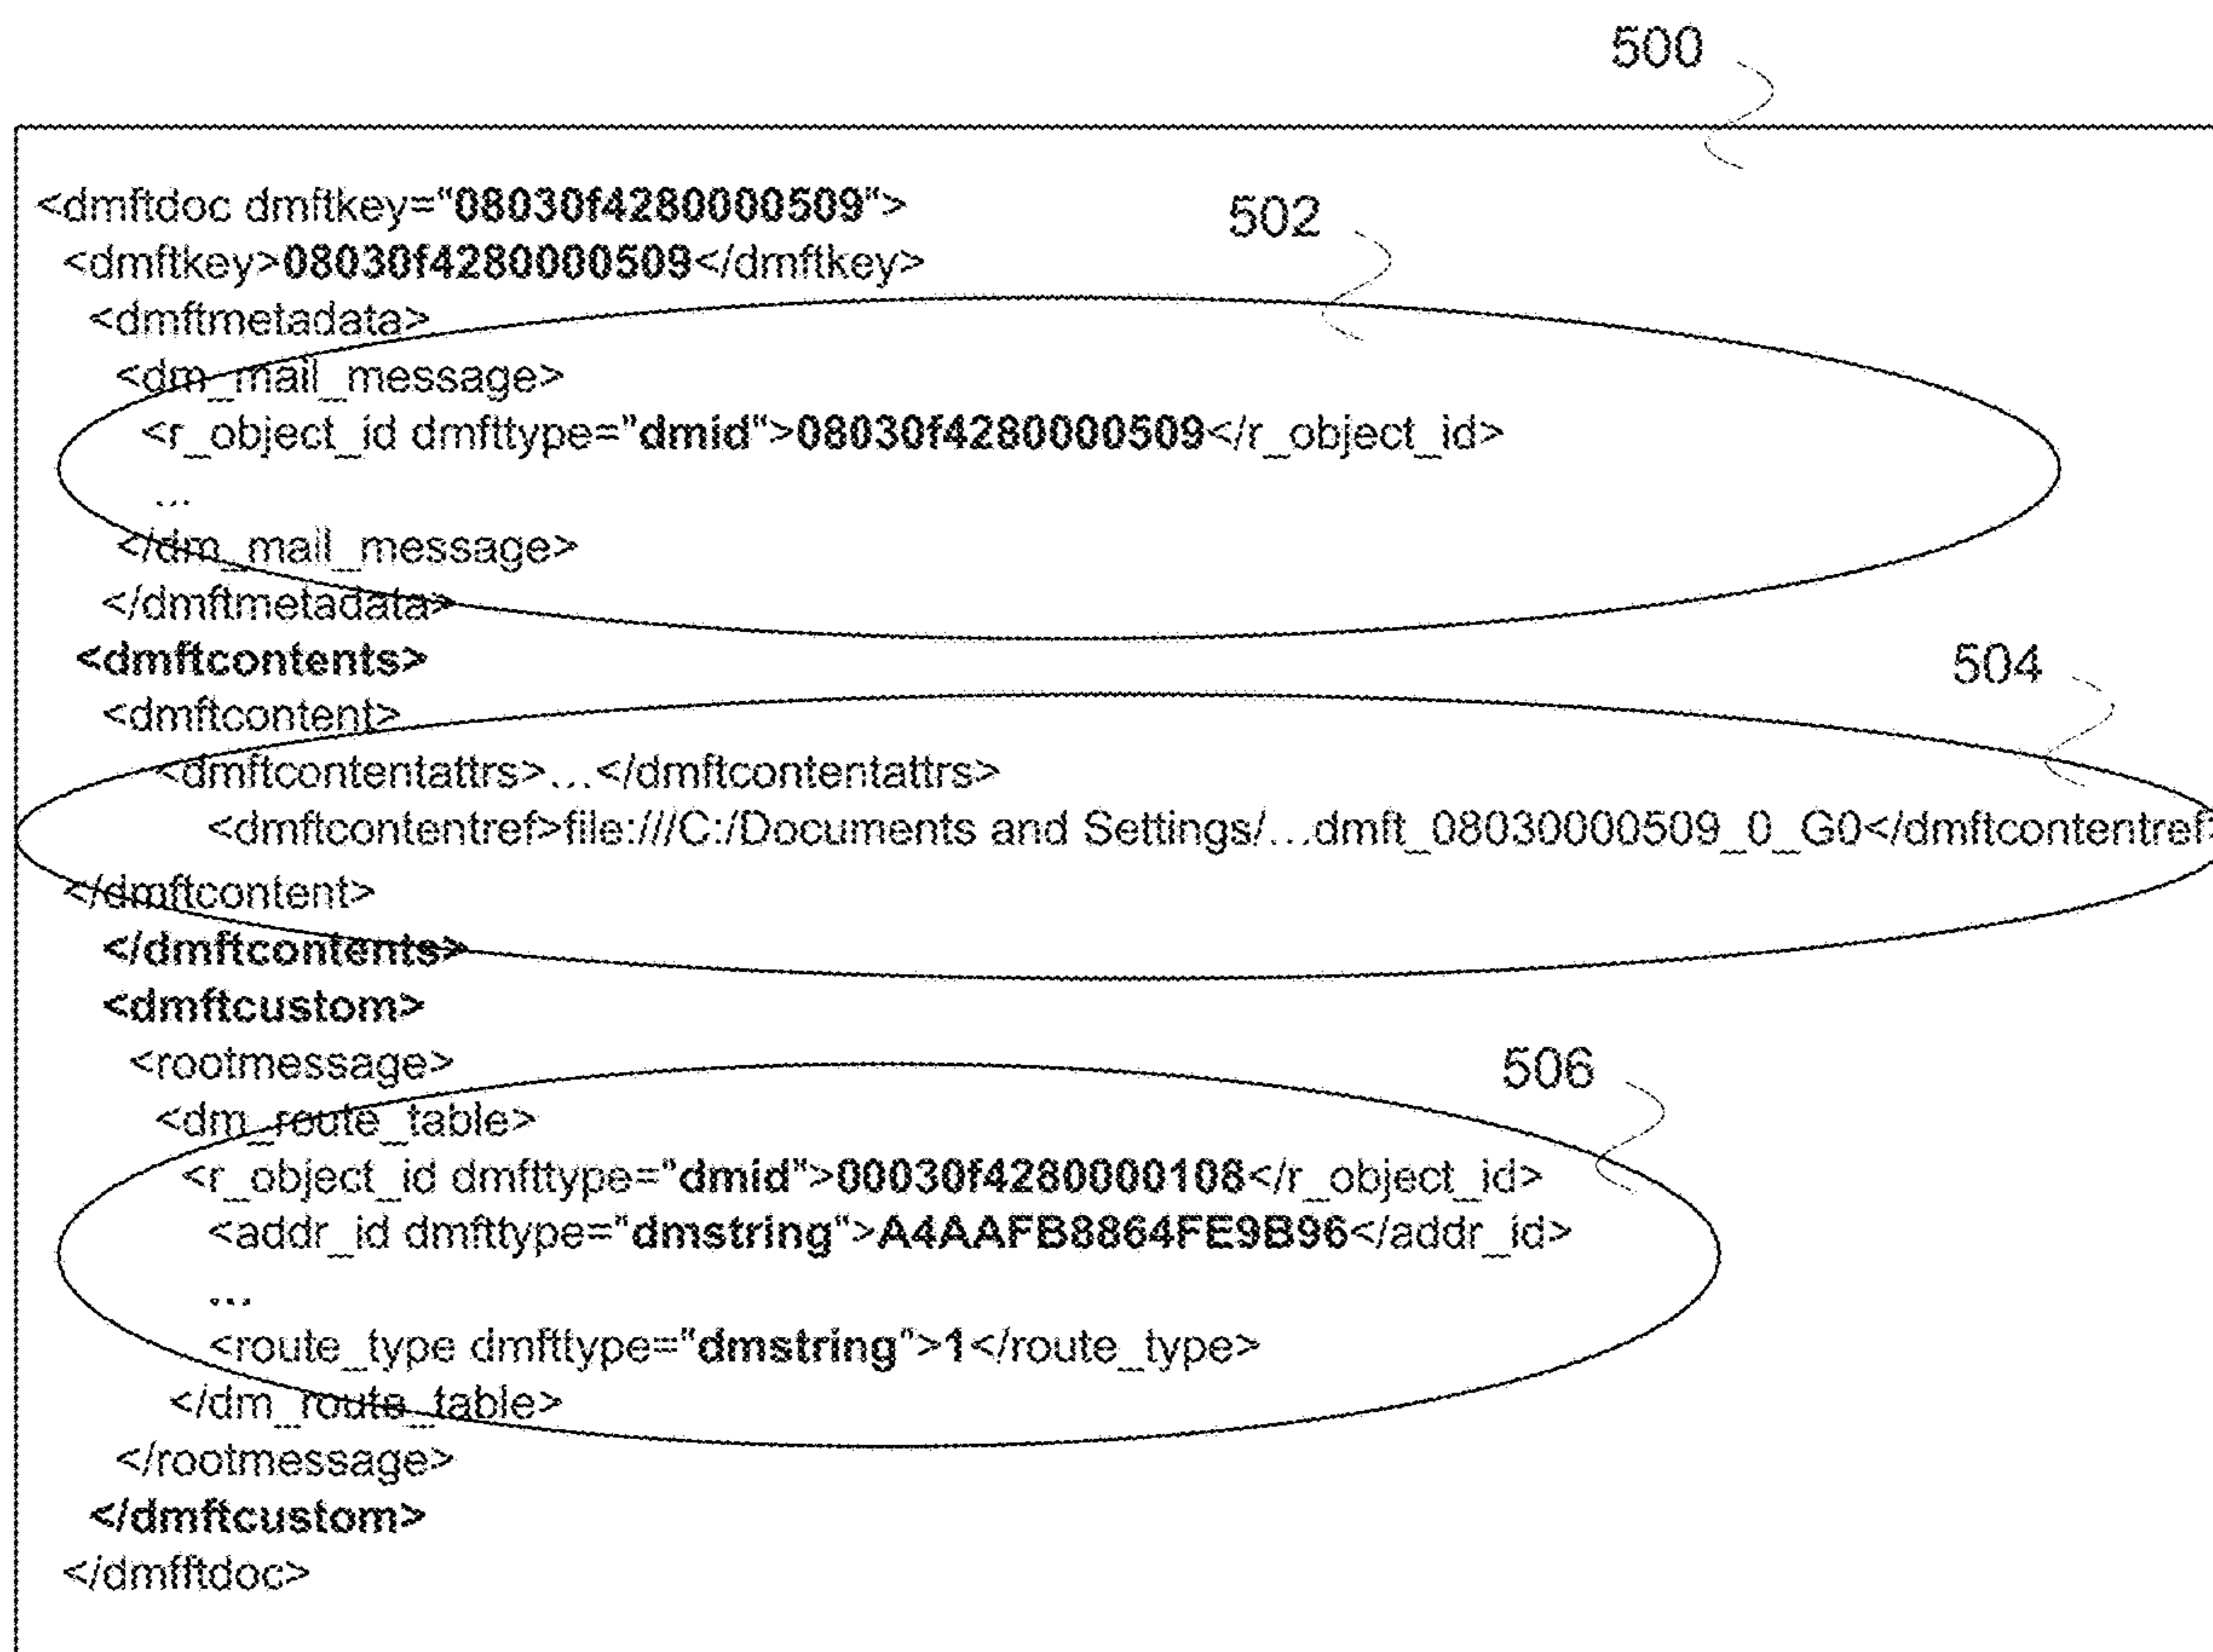 500
<dmftdoc dmftkey="08030f4280000509">
502
<dmftkey>08030f4280000509</dmftkey>
<dmftmetadata>
<dm_mail_message>
<r_object_id dmfttype="dmid">08030f4280000509</r_object_id>
...
</dm_mail_message>
</dmftmetadata>
<dmftcontents>
504
<dmftcontent>
<dmftcontentattrs>...</dmftcontentattrs>
<dmftcontentref>file:///C:/Documents and Settings/...dmft_08030000509_0_G0</dmftcontentref>
</dmftcontent>
</dmftcontents>
<dmftcustom>
<rootmessage>
506
<dm_route_table>
<r_object_id dmfttype="dmid">00030f4280000108</r_object_id>
<addr_id dmfttype="dmstring">A4AAFB8864FE9B96</addr_id>
...
<route_type dmfttype="dmstring">1</route_type>
</dm_route_table>
</rootmessage>
</dmftcustom>
</dmfftdoc>